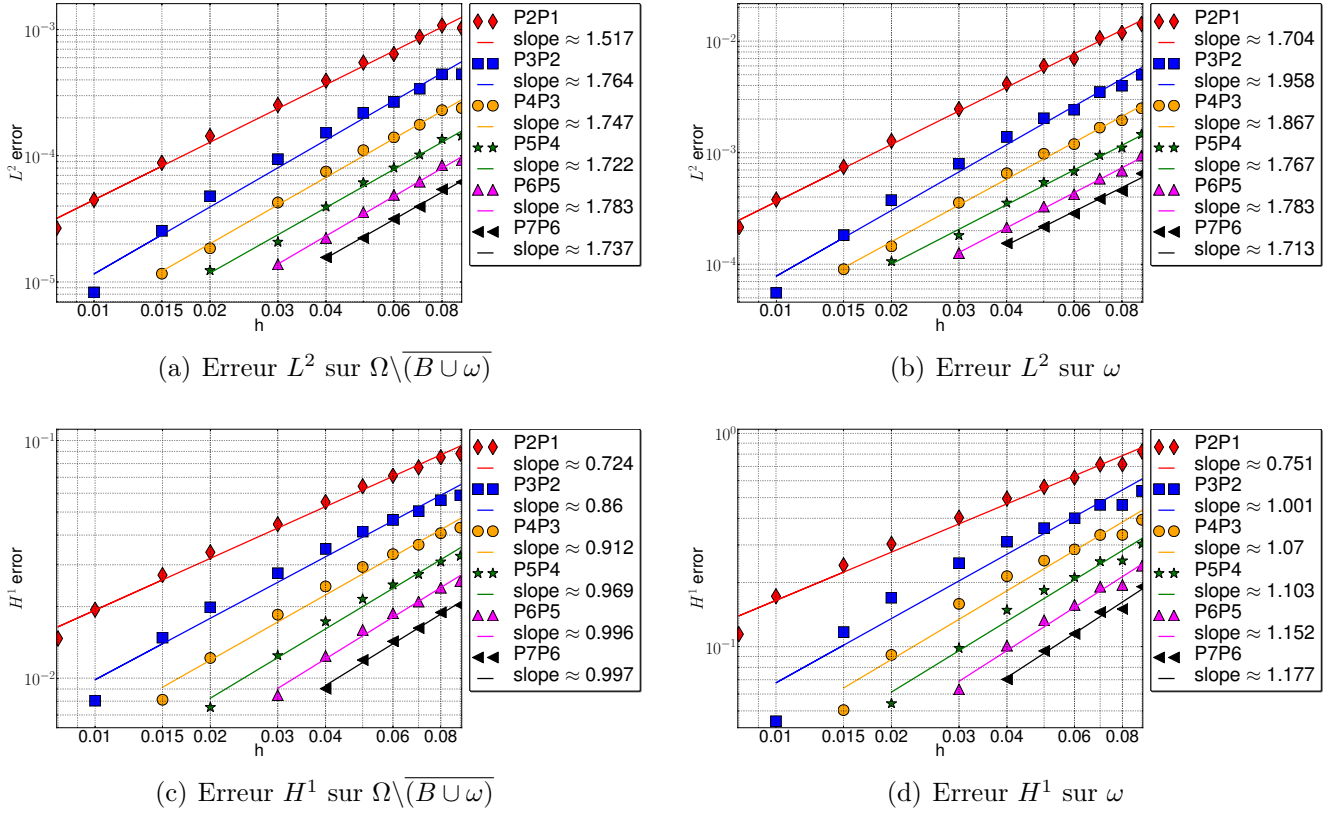 10⁻³
10⁻⁴
10⁻⁵
L² error
0.01 0.015 0.02 0.03 0.04 0.06 0.08
h
P2P1
slope ≈ 1.517
P3P2
slope ≈ 1.764
P4P3
slope ≈ 1.747
P5P4
slope ≈ 1.722
P6P5
slope ≈ 1.783
P7P6
slope ≈ 1.737
(a) Erreur L² sur Ω\(B ∪ ω)
10⁻²
10⁻³
10⁻⁴
L² error
0.01 0.015 0.02 0.03 0.04 0.06 0.08
h
P2P1
slope ≈ 1.704
P3P2
slope ≈ 1.958
P4P3
slope ≈ 1.867
P5P4
slope ≈ 1.767
P6P5
slope ≈ 1.783
P7P6
slope ≈ 1.713
(b) Erreur L² sur ω
10⁻¹
10⁻²
H¹ error
0.01 0.015 0.02 0.03 0.04 0.06 0.08
h
P2P1
slope ≈ 0.724
P3P2
slope ≈ 0.86
P4P3
slope ≈ 0.912
P5P4
slope ≈ 0.969
P6P5
slope ≈ 0.996
P7P6
slope ≈ 0.997
(c) Erreur H¹ sur Ω\(B ∪ ω)
10⁰
10⁻¹
H¹ error
0.01 0.015 0.02 0.03 0.04 0.06 0.08
h
P2P1
slope ≈ 0.751
P3P2
slope ≈ 1.001
P4P3
slope ≈ 1.07
P5P4
slope ≈ 1.103
P6P5
slope ≈ 1.152
P7P6
slope ≈ 1.177
(d) Erreur H¹ sur ω